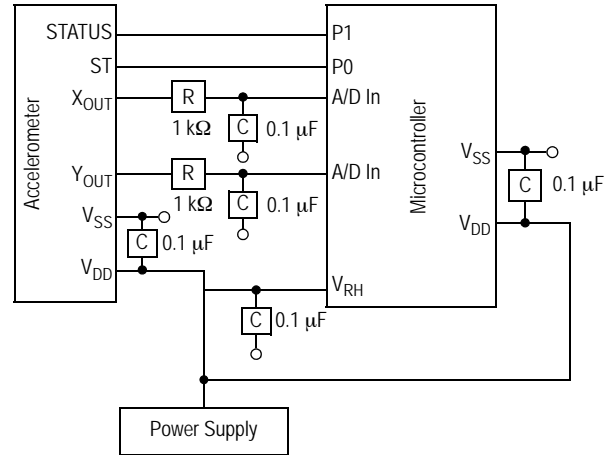 STATUS
P1
ST
P0
XOUT
R
A/D In
1 kΩ
C
0.1 μF
YOUT
R
A/D In
1 kΩ
C
0.1 μF
Accelerometer
Microcontroller
VSS
C
0.1 μF
VDD
VSS
C
0.1 μF
VDD
VRH
C
0.1 μF
Power Supply